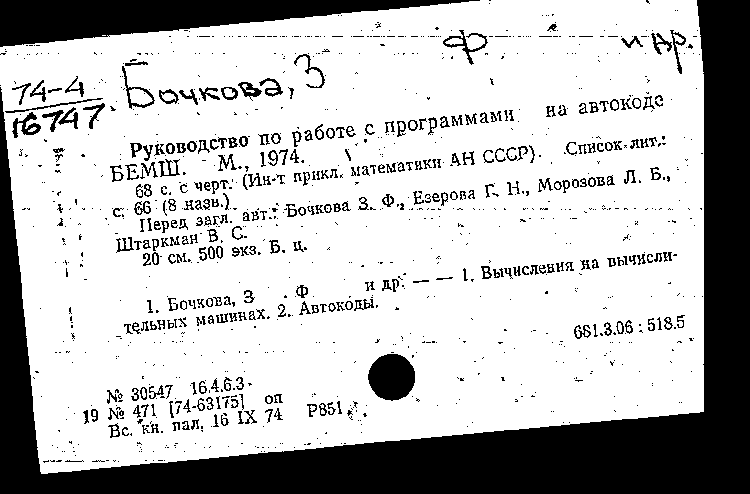 74-4
16747
Бочкова, З Ф и др.
Руководство по работе с программами на автокоде
БЕМШ. М., 1974.
68 с. с черт. (Ин-т прикл. математики АН СССР). Список лит.:
с. 66 (8 назв.)
Перед загл. авт.: Бочкова З. Ф., Езерова Г. Н., Морозова Л. Б.,
Штаркман В. С.
20 см. 500 экз. Б. ц.
1. Бочкова, З Ф и др. — — 1. Вычисления на вычисли-
тельных машинах. 2. Автокоды.
681.3.06 : 518.5
№ 30547 16.4.6.3
19 № 471 [74-63175] оп
Вс. кн. пал. 16 IX 74 Р851